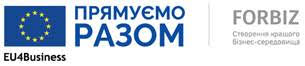 ПРЯМУЄМО
РАЗОМ
EU4Business
FORBIZ
Створення кращого
бізнес-середовища